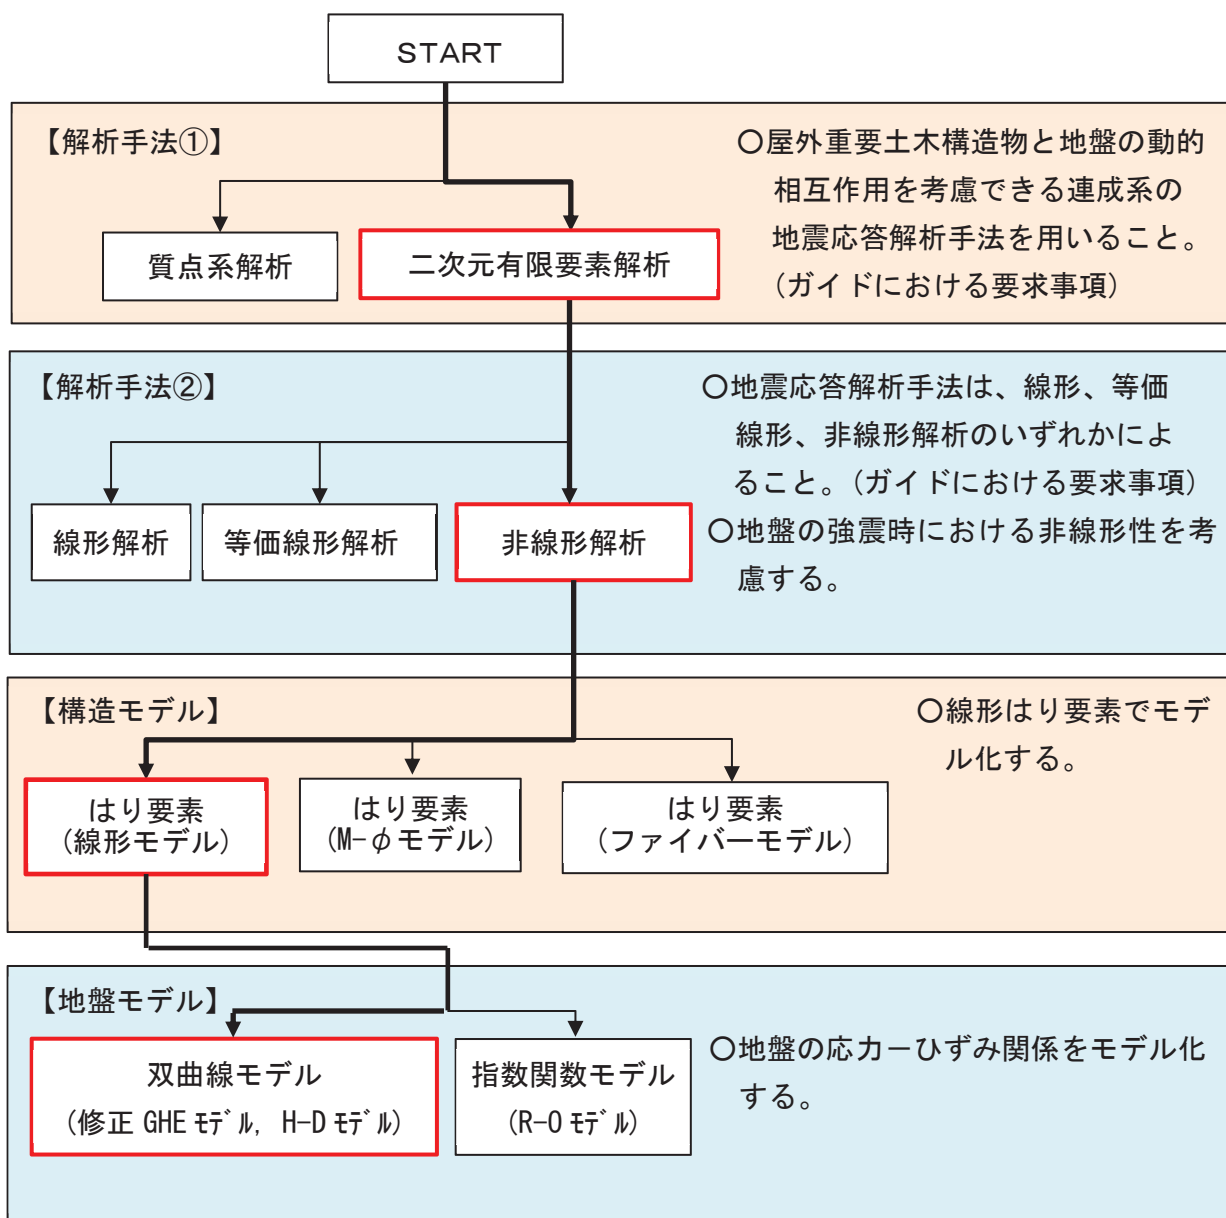 START
【解析手法①】
○屋外重要土木構造物と地盤の動的
相互作用を考慮できる連成系の
地震応答解析手法を用いること。
(ガイドにおける要求事項)
質点系解析
二次元有限要素解析
【解析手法②】
○地震応答解析手法は、線形、等価
線形、非線形解析のいずれかによ
ること。(ガイドにおける要求事項)
○地盤の強震時における非線形性を考
慮する。
線形解析
等価線形解析
非線形解析
【構造モデル】
○線形はり要素でモデ
ル化する。
はり要素
(線形モデル)
はり要素
(M-φモデル)
はり要素
(ファイバーモデル)
【地盤モデル】
○地盤の応力ーひずみ関係をモデル化
する。
双曲線モデル
(修正 GHE ﾓﾃﾞﾙ, H-D ﾓﾃﾞﾙ)
指数関数モデル
(R-O ﾓﾃﾞﾙ)